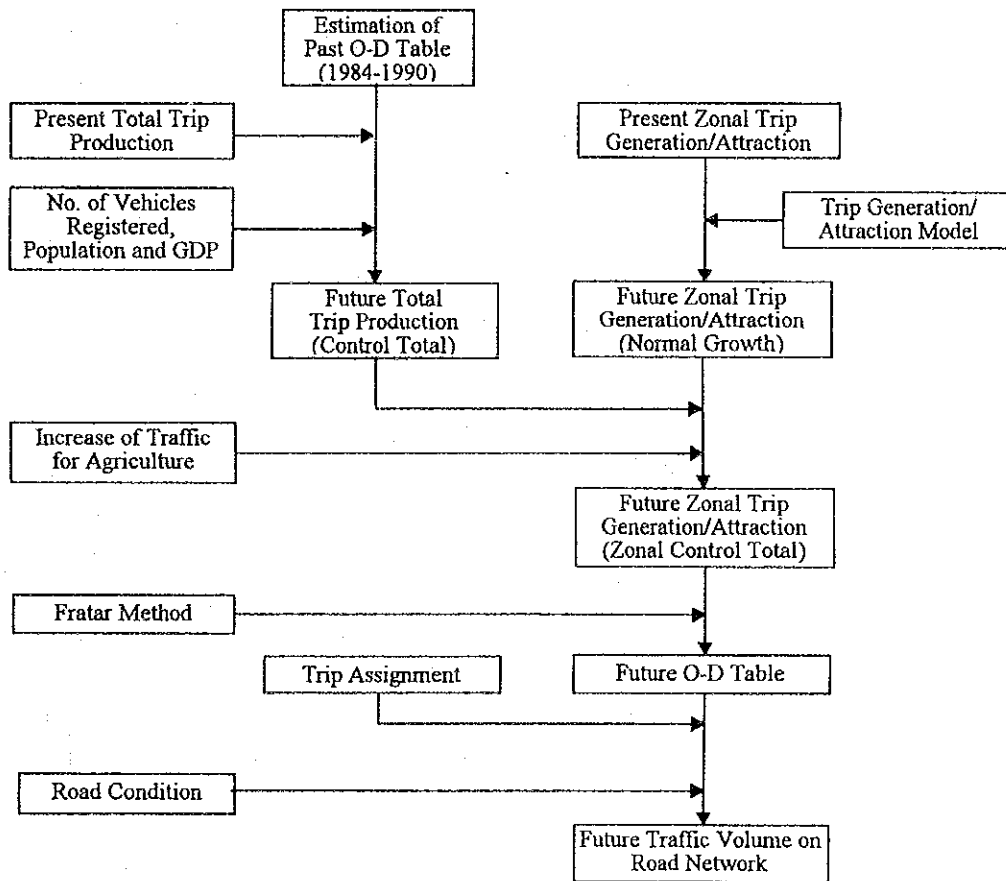 Estimation of
Past O-D Table
(1984-1990)
Present Total Trip
Production
Present Zonal Trip
Generation/Attraction
No. of Vehicles
Registered,
Population and GDP
Trip Generation/
Attraction Model
Future Total
Trip Production
(Control Total)
Future Zonal Trip
Generation/Attraction
(Normal Growth)
Increase of Traffic
for Agriculture
Future Zonal Trip
Generation/Attraction
(Zonal Control Total)
Fratar Method
Trip Assignment
Future O-D Table
Road Condition
Future Traffic Volume on
Road Network